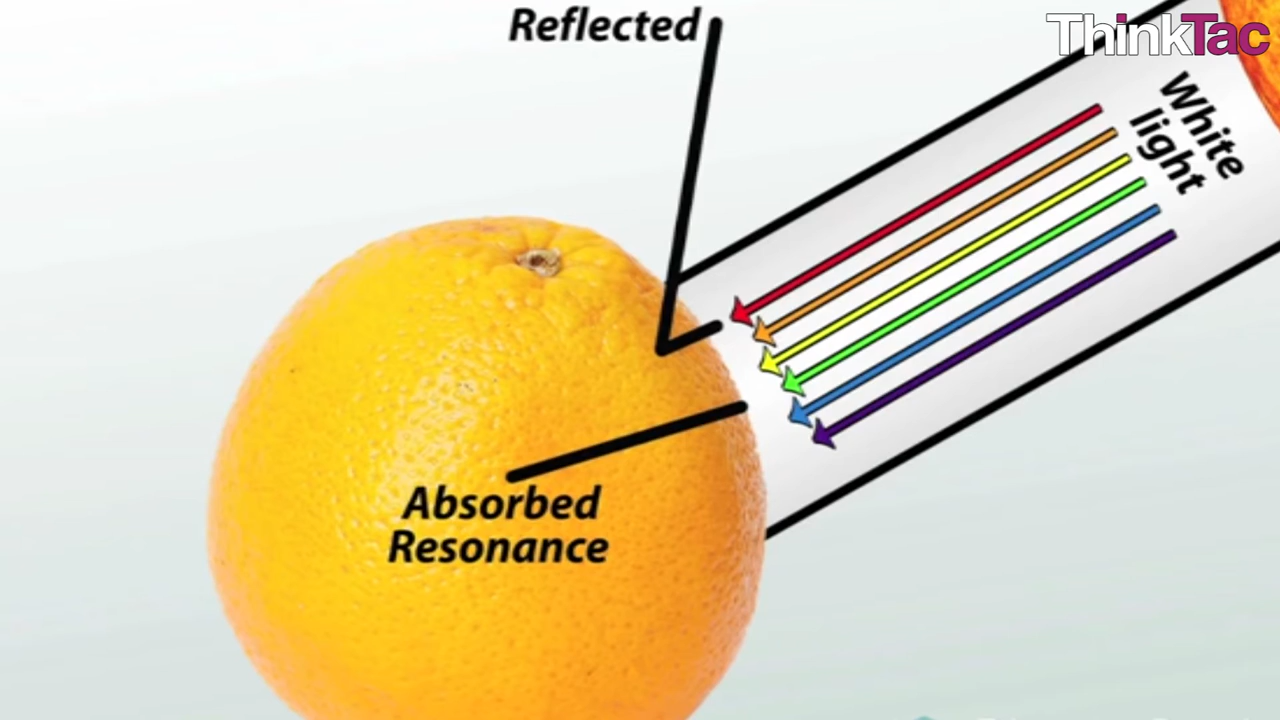 Reflected
ThinkTac
White
light
Absorbed
Resonance